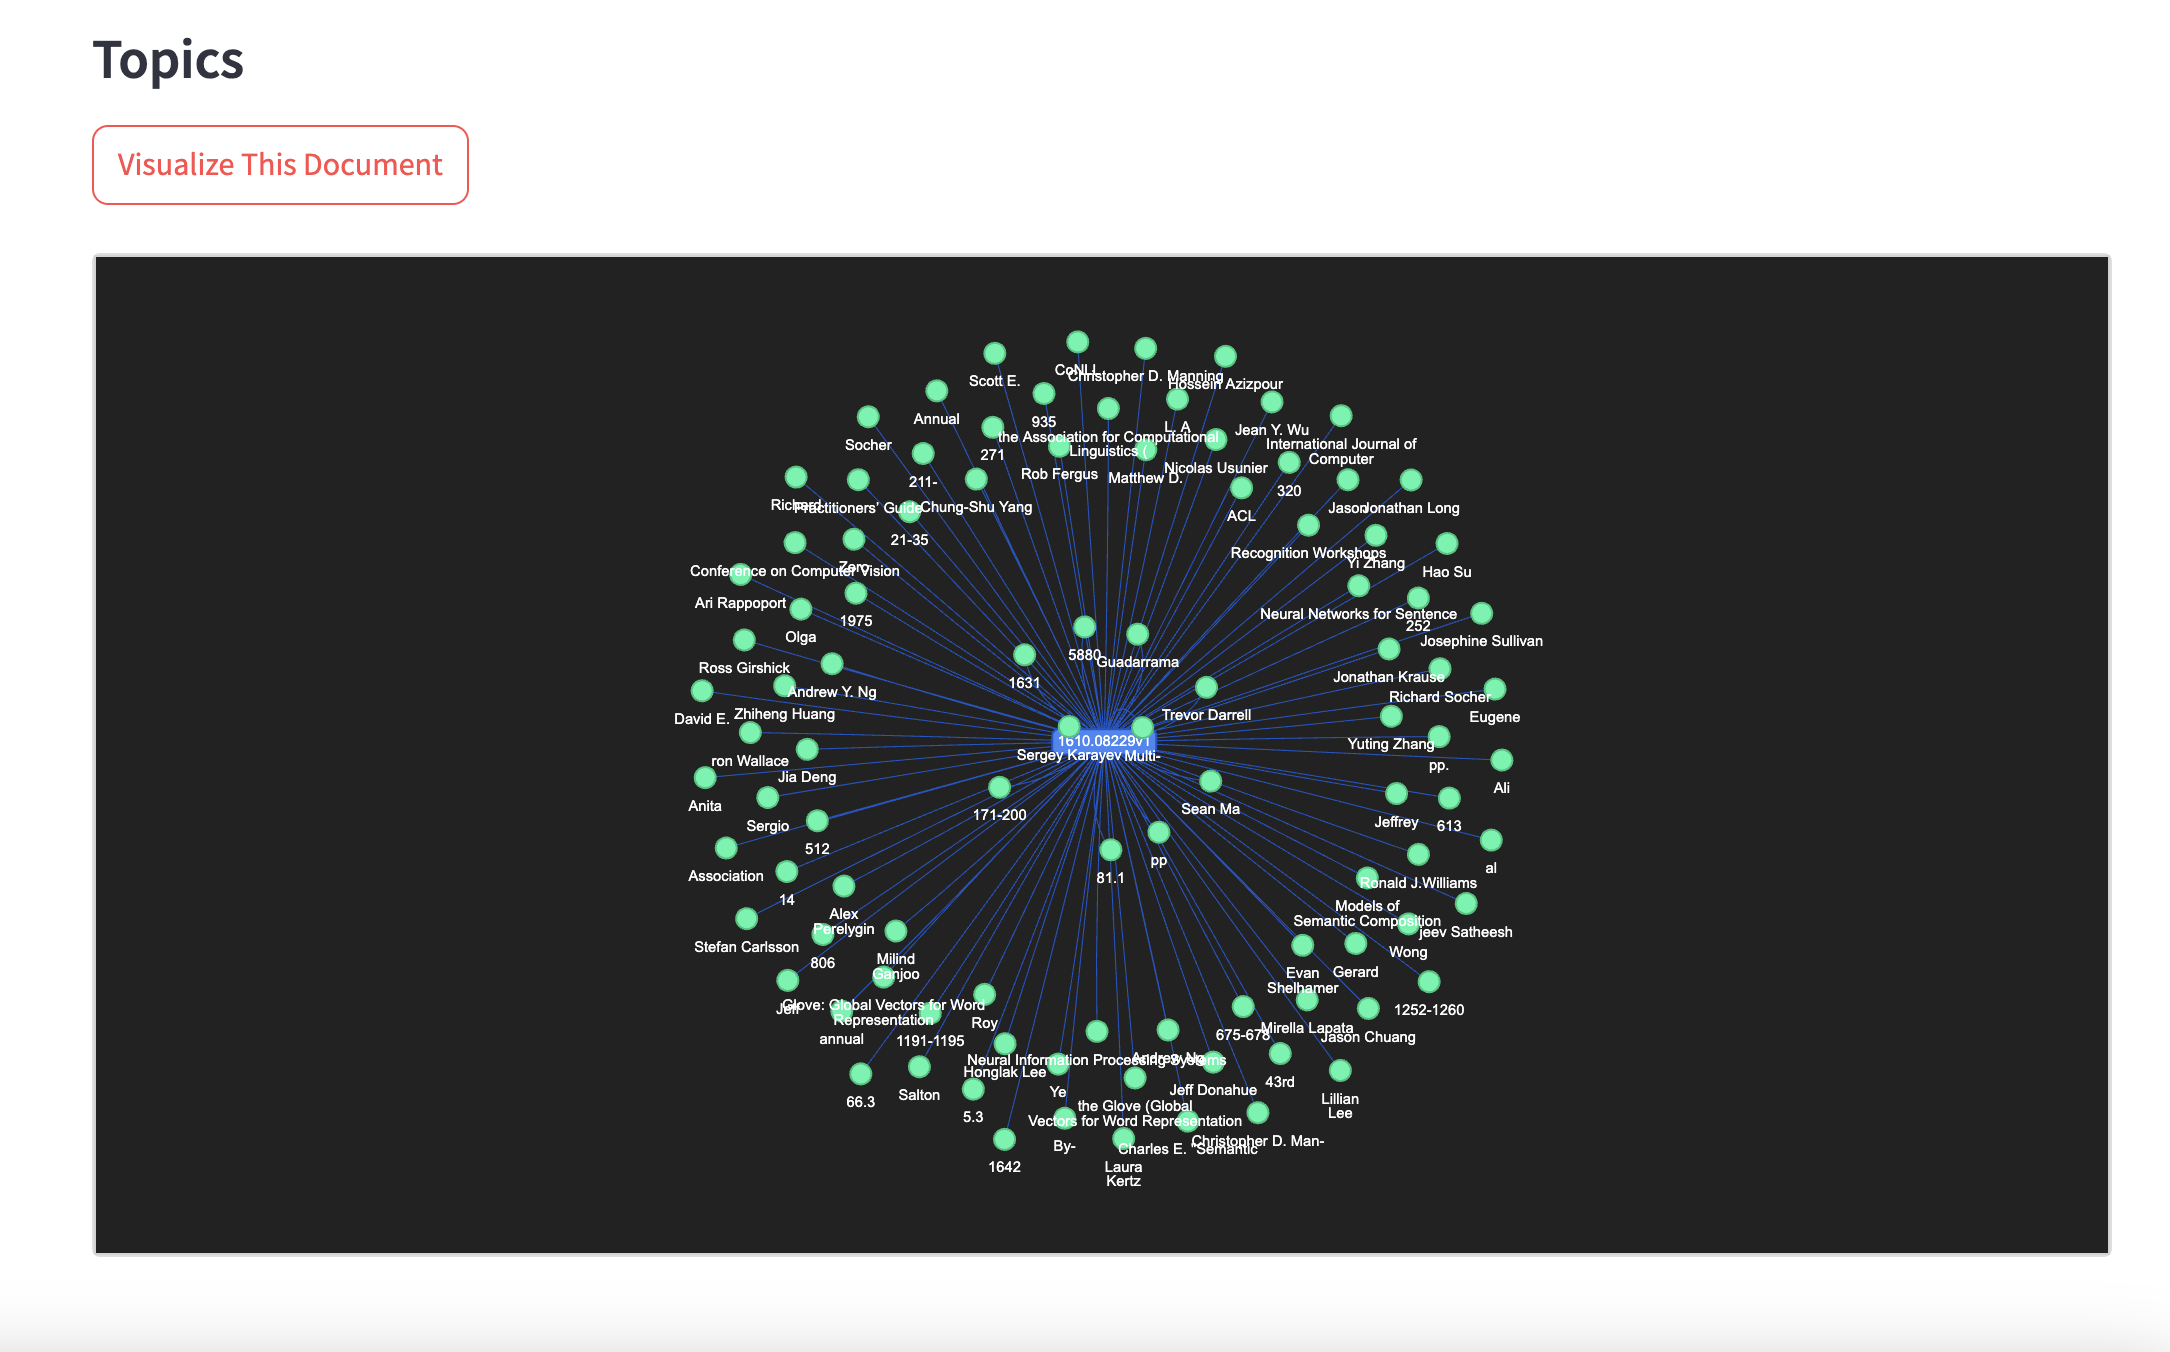 Topics
Visualize This Document
Scott E.
CoNLL
Christopher D. Manning
Hossein Azizpour
Annual
935
L. A
Jean Y. Wu
Socher
271
the Association for Computational
Linguistics (
International Journal of
Computer
211-
Rob Fergus
Matthew D.
Nicolas Usunier
320
Richard
Practitioners' Guide
Chung-Shu Yang
ACL
Jason
Jonathan Long
21-35
Recognition Workshops
Yi Zhang
Hao Su
Conference on Computer Vision
Zero-
Ari Rappoport
1975
Neural Networks for Sentence
252
Olga
Josephine Sullivan
Ross Girshick
Andrew Y. Ng
1631
5880
Guadarrama
Jonathan Krause
Richard Socher
David E.
Zhiheng Huang
Trevor Darrell
Eugene
1610.08229v1
Yuting Zhang
ron Wallace
Sergey Karayev
Multi-
pp.
Jia Deng
Anita
Ali
Sergio
171-200
Sean Ma
Jeffrey
613
512
Association
pp
al
14
81.1
Ronald J.Williams
Alex
Perelygin
Models of
Semantic Composition
jeev Satheesh
Stefan Carlsson
806
Milind
Ganjoo
Evan
Shelhamer
Gerard
Wong
Jeff
Glove: Global Vectors for Word
Representation
Roy
1252-1260
annual
1191-1195
675-678
Mirella Lapata
Jason Chuang
Neural Information Processing Systems
Andrew Ng
Honglak Lee
66.3
Salton
5.3
Ye
Jeff Donahue
43rd
Lillian
Lee
the Glove (Global
Vectors for Word Representation
1642
By-
Laura
Kertz
Charles E.
"Semantic
Christopher D. Man-